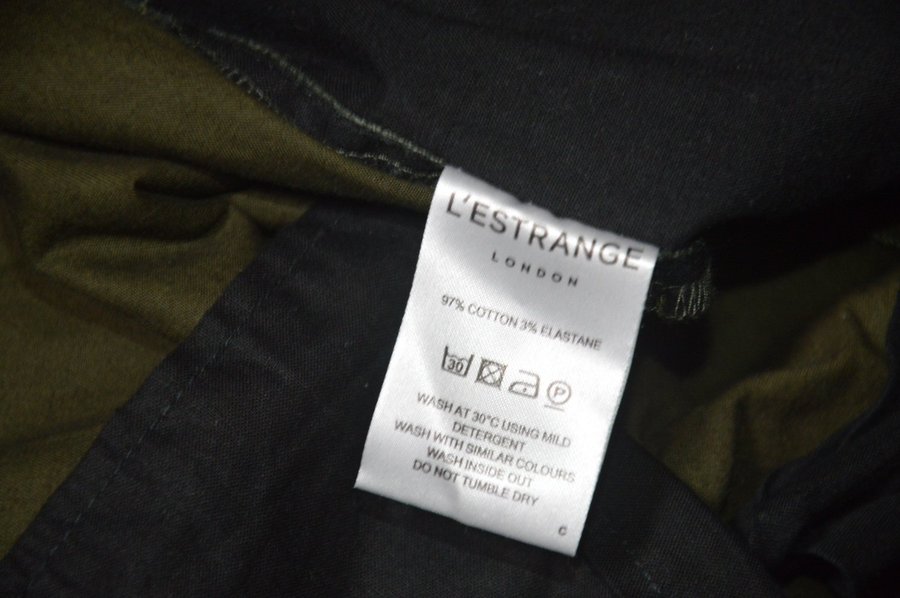 L'ESTRANGE
LONDON
97% COTTON 3% ELASTANE
30 P
WASH AT 30°C USING MILD
DETERGENT
WASH WITH SIMILAR COLOURS
WASH INSIDE OUT
DO NOT TUMBLE DRY
C